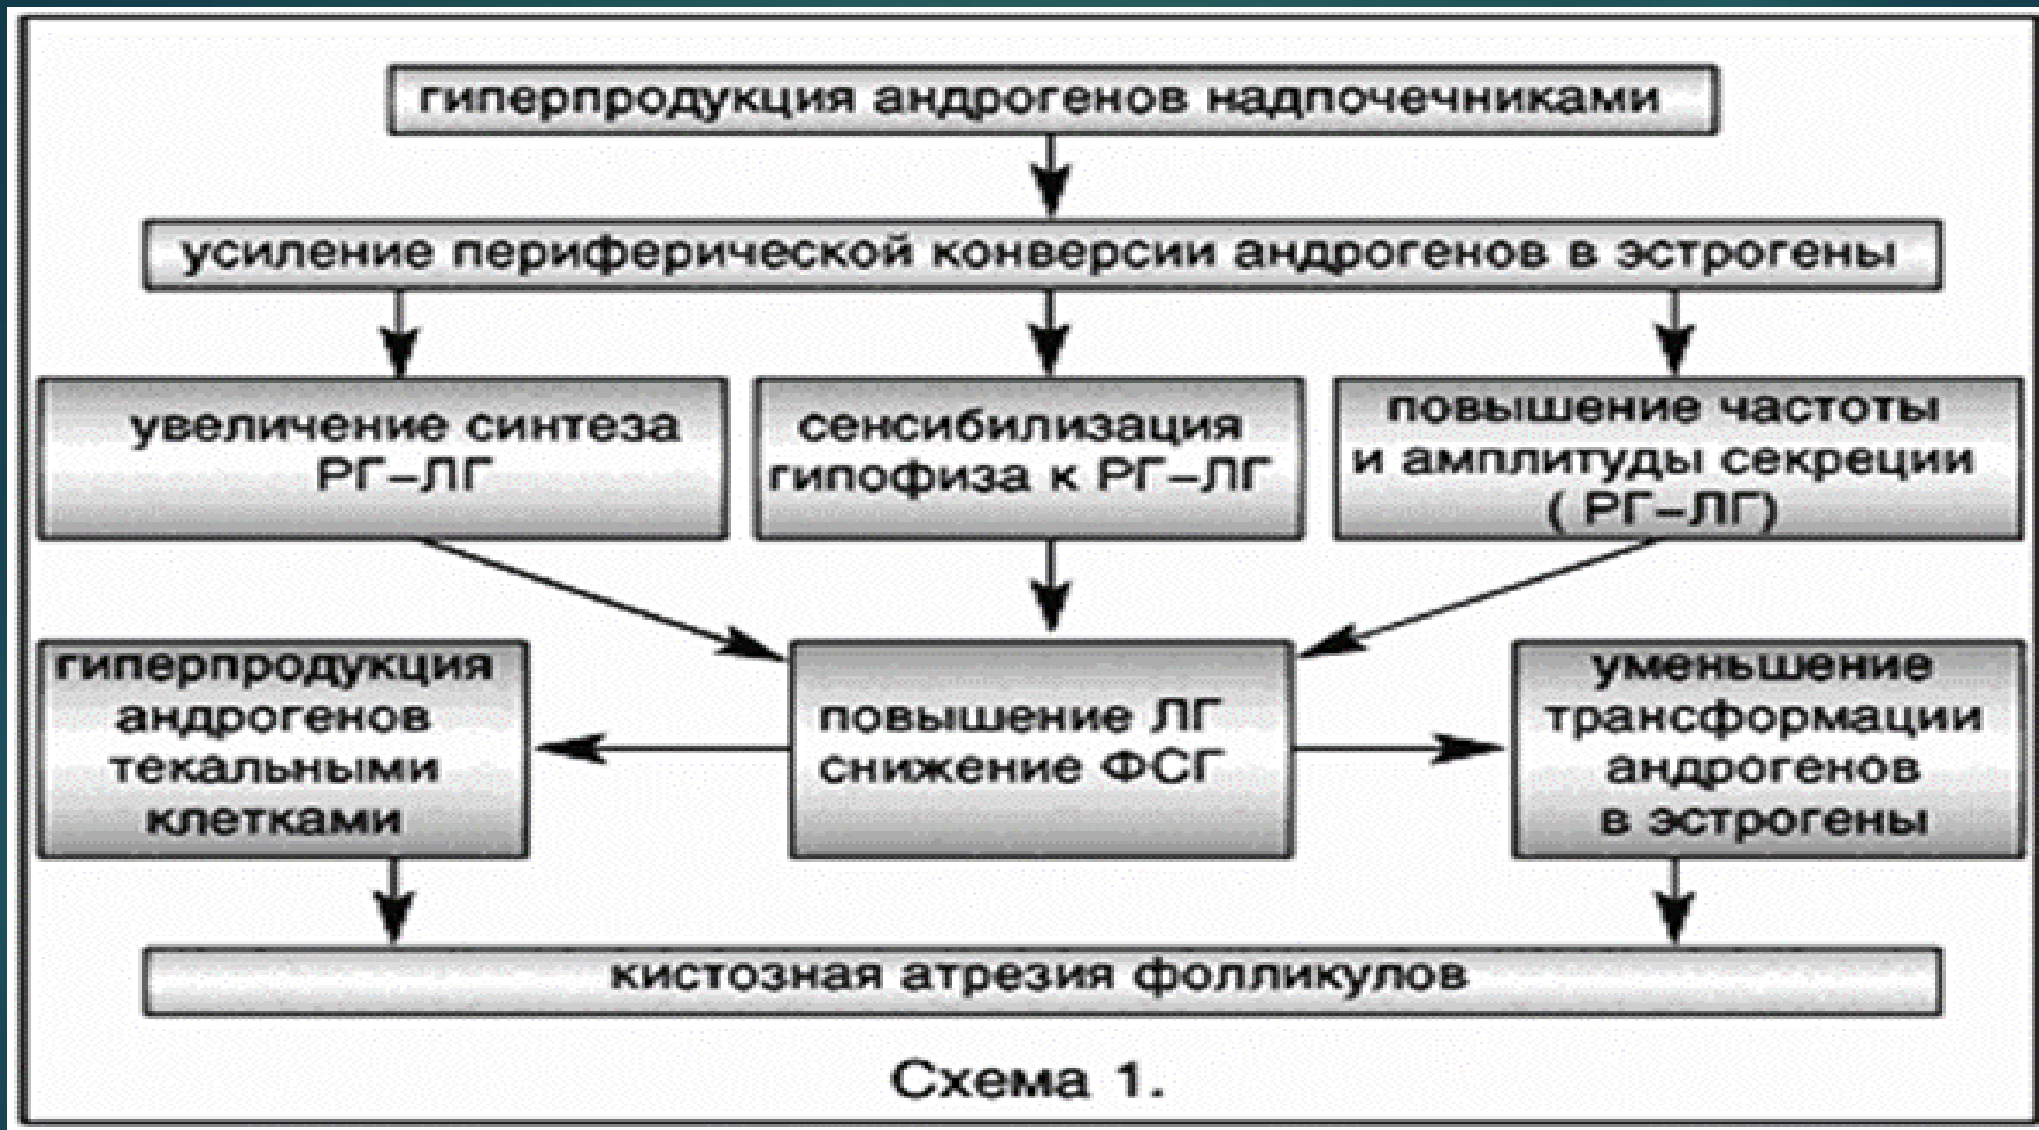 гиперпродукция андрогенов надпочечниками
усиление периферической конверсии андрогенов в эстрогены
увеличение синтеза
РГ–ЛГ
сенсибилизация
гипофиза к РГ–ЛГ
повышение частоты
и амплитуды секреции
( РГ–ЛГ)
гиперпродукция
андрогенов
текальными
клетками
повышение ЛГ
снижение ФСГ
уменьшение
трансформации
андрогенов
в эстрогены
кистозная атрезия фолликулов
Схема 1.